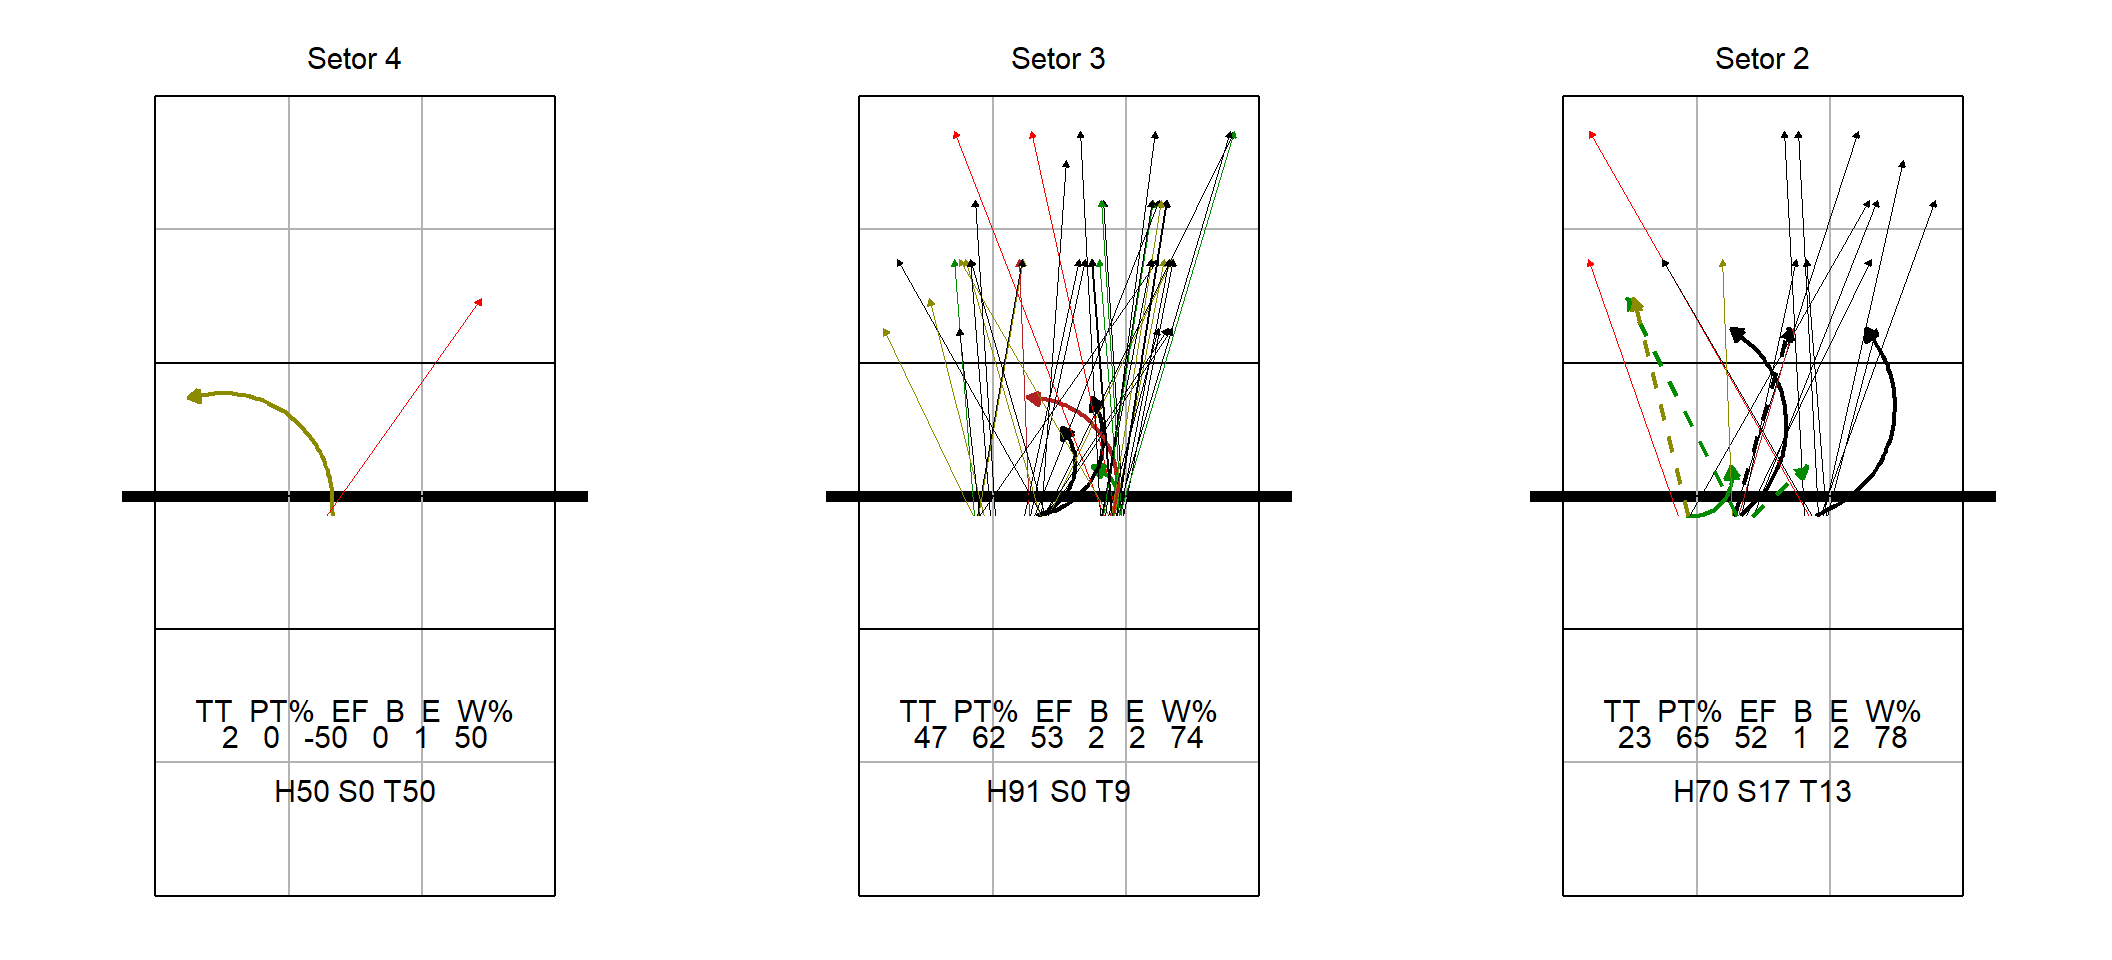 Setor 4
TT PT% EF B E W%
2 0 -50 0 1 50
H50 S0 T50
Setor 3
TT PT% EF B E W%
47 62 53 2 2 74
H91 S0 T9
Setor 2
TT PT% EF B E W%
23 65 52 1 2 78
H70 S17 T13